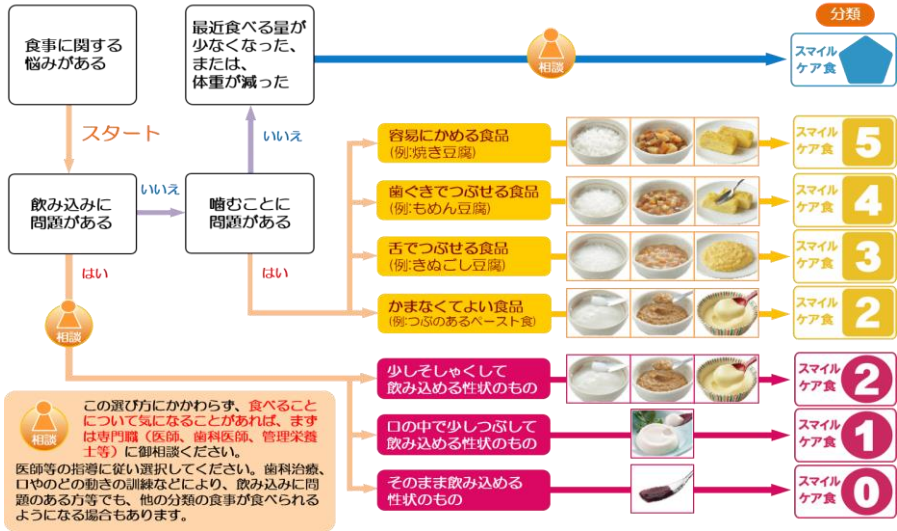 食事に関する
悩みがある
スタート
飲み込みに
問題がある
いいえ
はい
相談
噛むことに
問題がある
いいえ
はい
最近食べる量が
少なくなった、
または、
体重が減った
相談
分類
スマイル
ケア食
容易にかめる食品
(例:焼き豆腐)
スマイル
ケア食
5
歯ぐきでつぶせる食品
(例:もめん豆腐)
スマイル
ケア食
4
舌でつぶせる食品
(例:きぬごし豆腐)
スマイル
ケア食
3
かまなくてよい食品
(例:つぶのあるペースト食)
スマイル
ケア食
2
少しそしゃくして
飲み込める性状のもの
スマイル
ケア食
2
口の中で少しつぶして
飲み込める性状のもの
スマイル
ケア食
1
そのまま飲み込める
性状のもの
スマイル
ケア食
0
相談
この選び方にかかわらず、食べること
について気になることがあれば、まず
は専門職（医師、歯科医師、管理栄養
士等）に御相談ください。
医師等の指導に従い選択してください。歯科治療、
口やのどの動きの訓練などにより、飲み込みに問
題のある方等でも、他の分類の食事が食べられる
ようになる場合もあります。